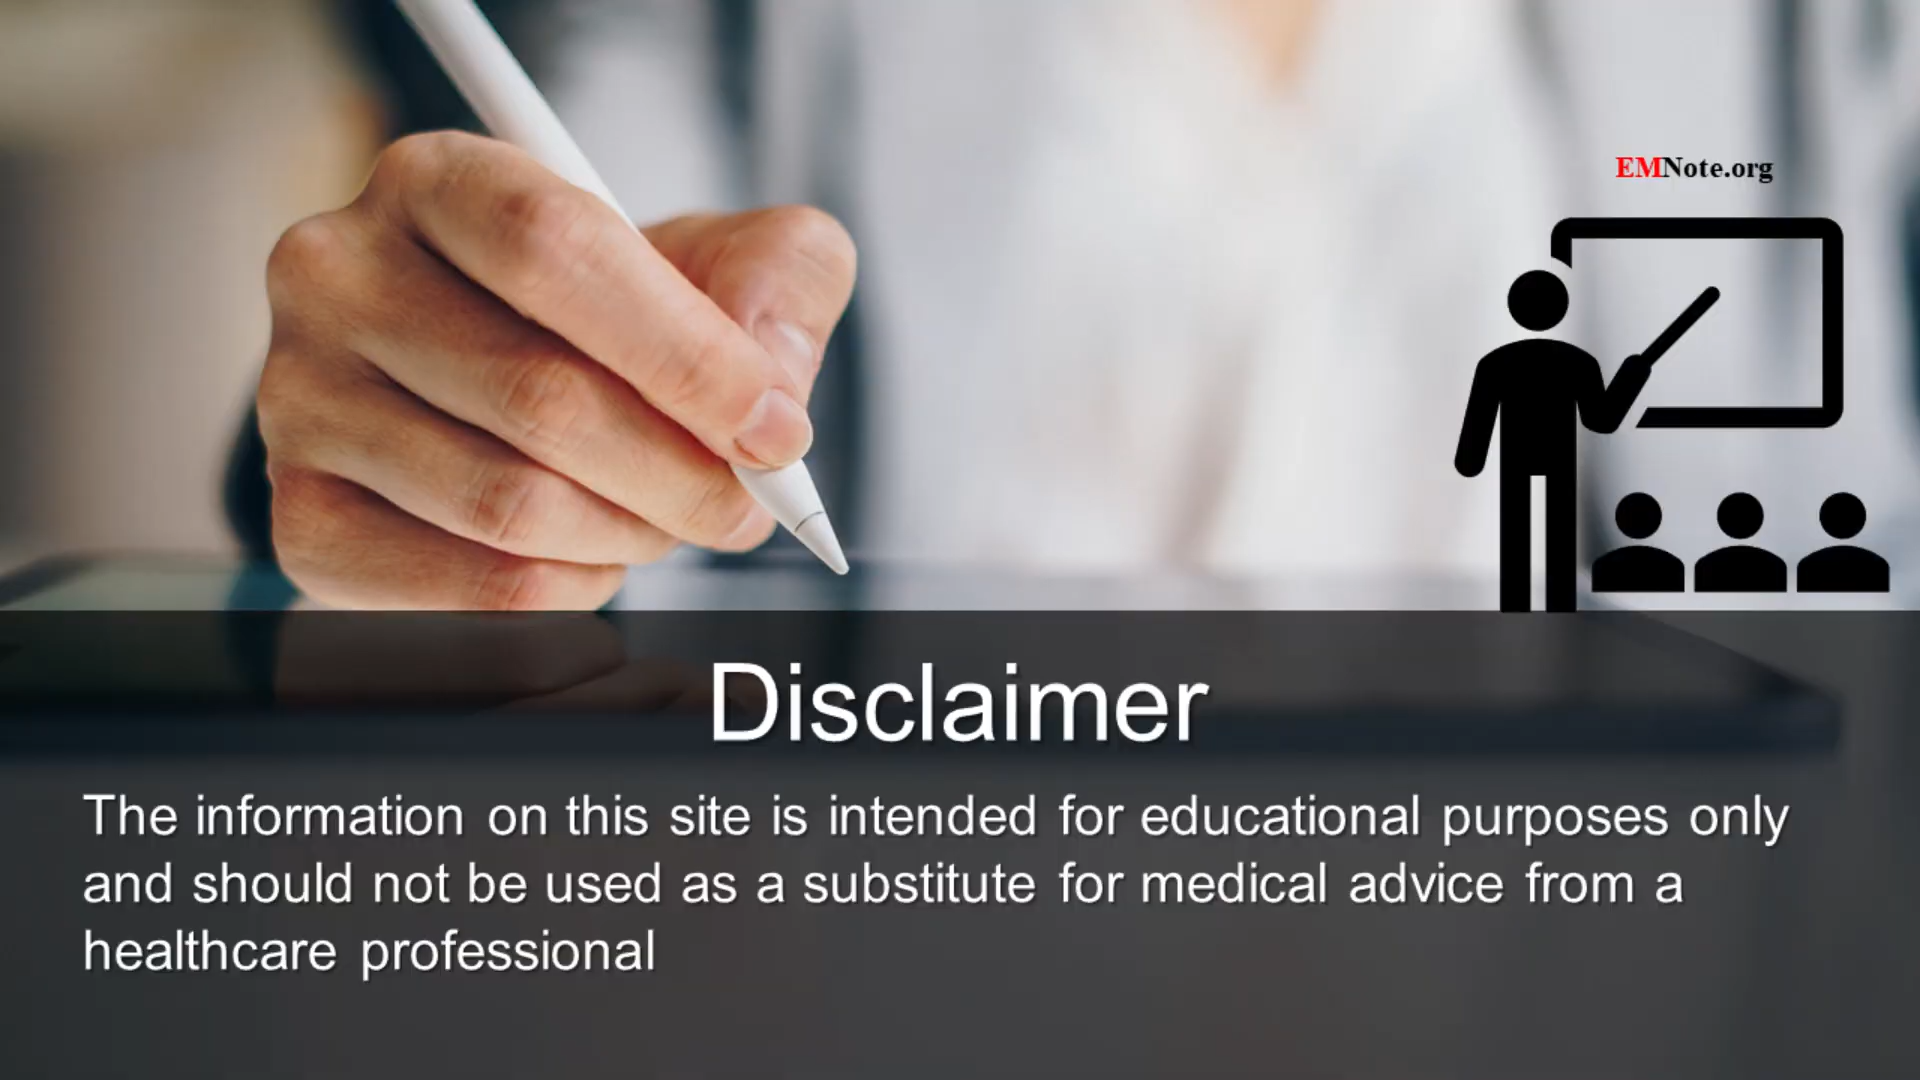 EMNote.org
Disclaimer
The information on this site is intended for educational purposes only
and should not be used as a substitute for medical advice from a
healthcare professional